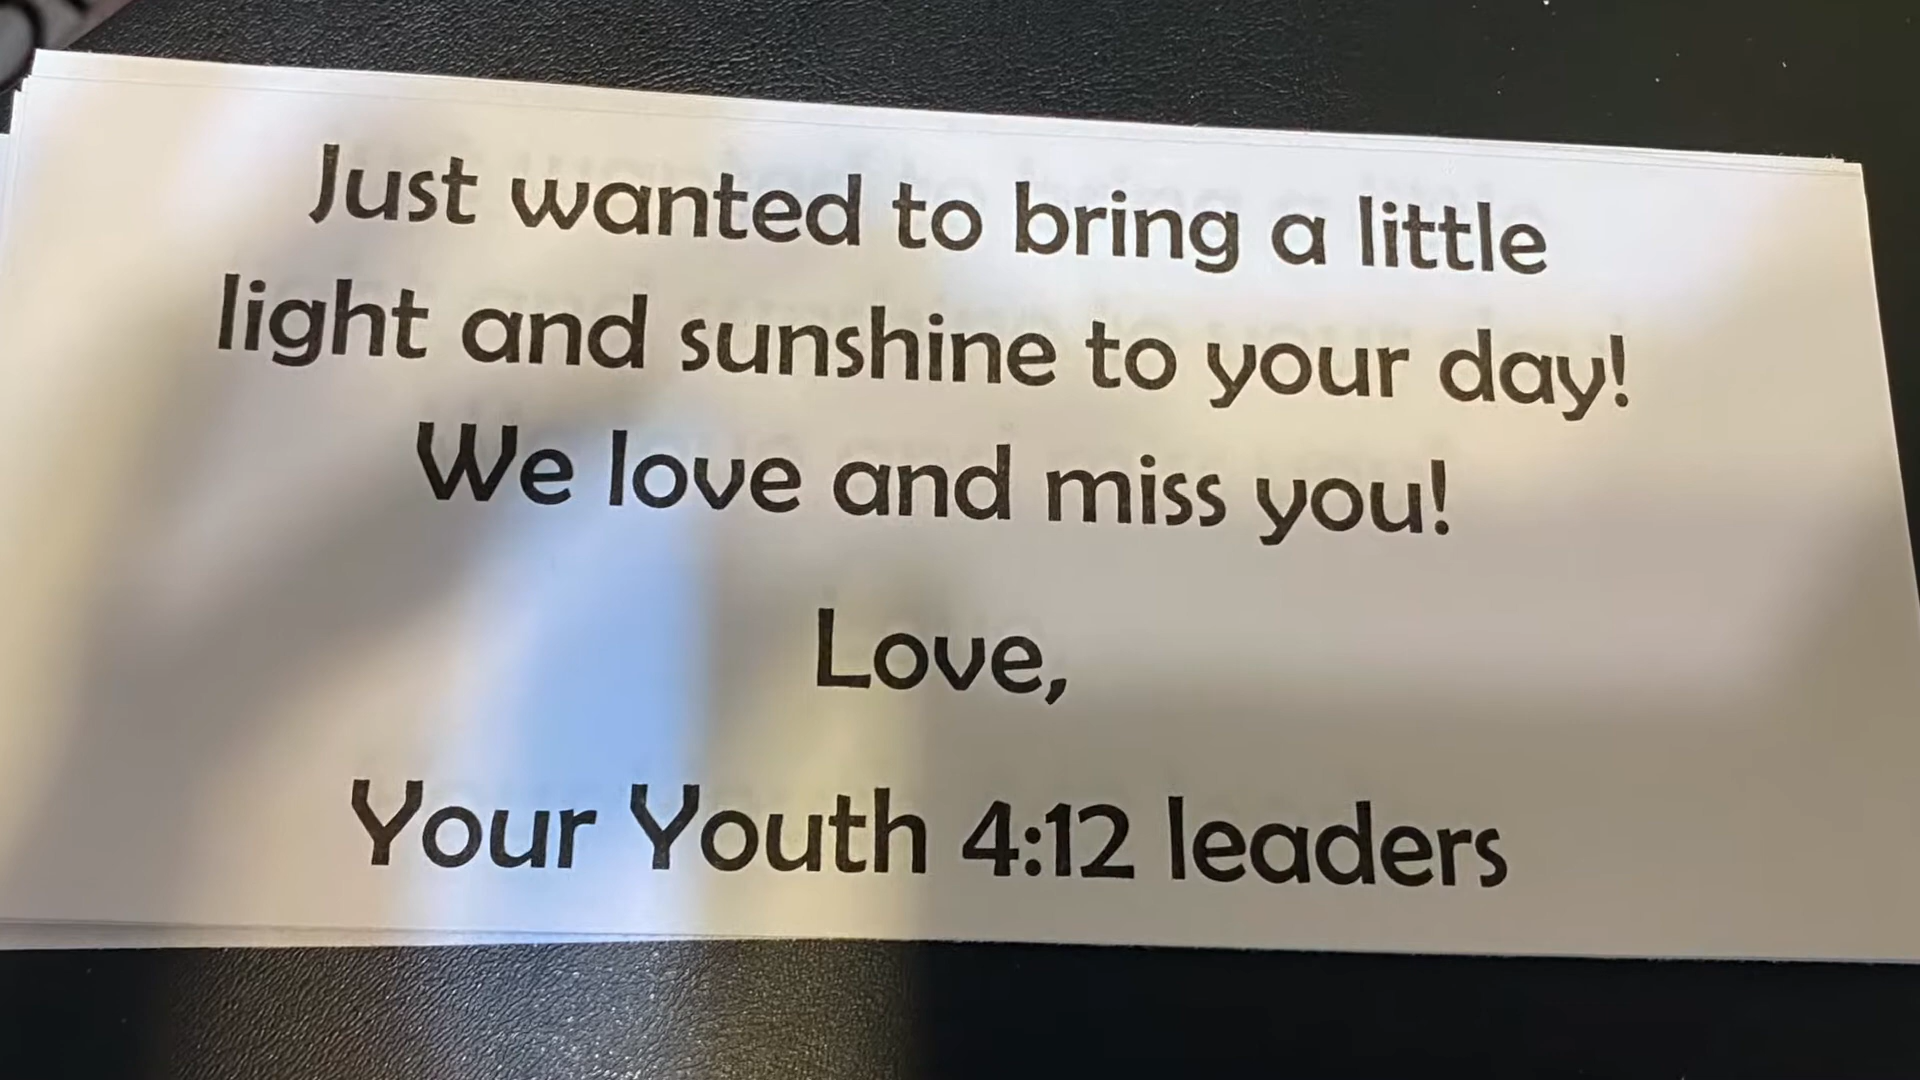 Just wanted to bring a little
light and sunshine to your day!
We love and miss you!
Love,
Your Youth 4:12 leaders